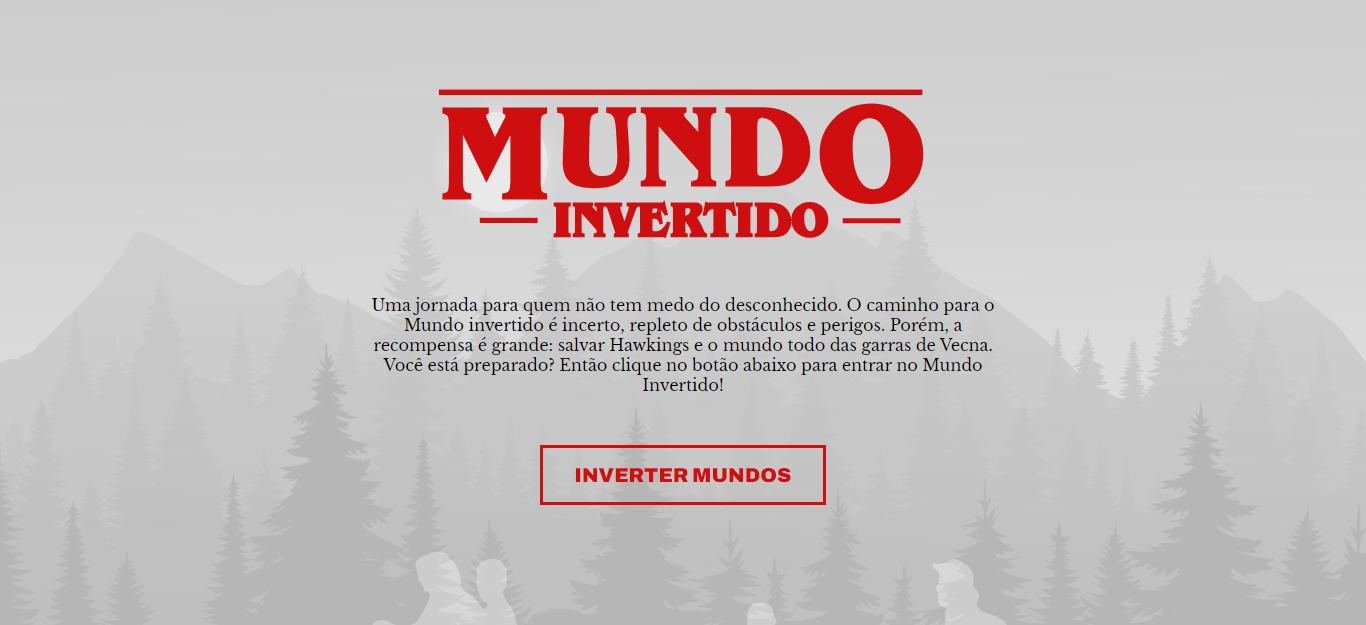 MUNDO
INVERTIDO
Uma jornada para quem não tem medo do desconhecido. O caminho para o
Mundo invertido é incerto, repleto de obstáculos e perigos. Porém, a
recompensa é grande: salvar Hawkings e o mundo todo das garras de Vecna.
Você está preparado? Então clique no botão abaixo para entrar no Mundo
Invertido!
INVERTER MUNDOS